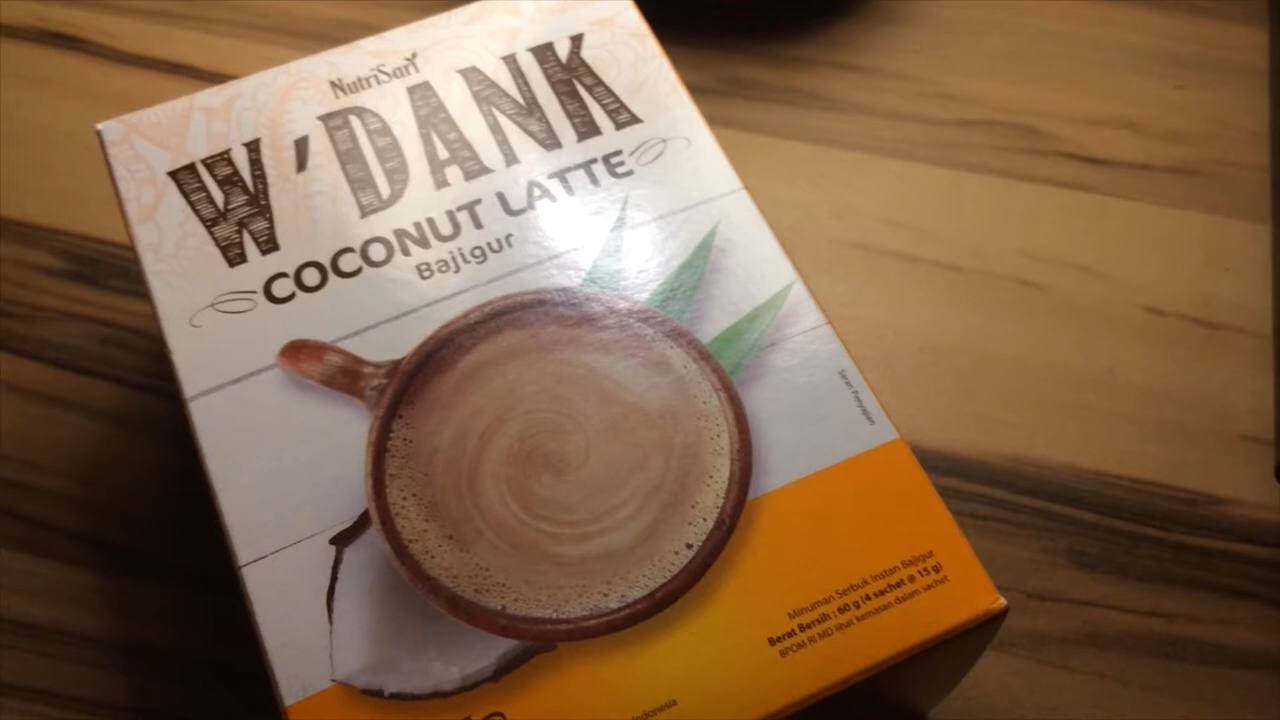 NutriSari
W'DANK
COCONUT LATTE
Bajigur
Saran Penyajian
Minuman Serbuk Instan Bajigur
Berat Bersih : 60 g (4 sachet @ 15 g)
BPOM RI MD lihat kemasan dalam sachet
Indonesia